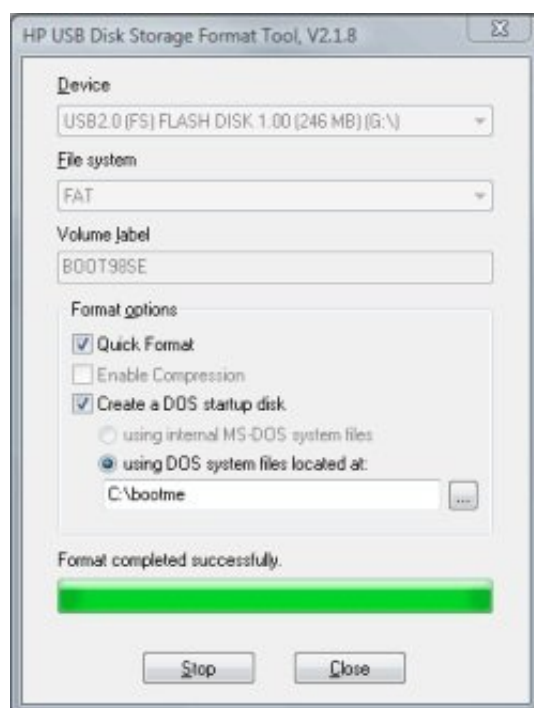 HP USB Disk Storage Format Tool, V2.1.8
Device
USB2.0 (FS) FLASH DISK 1.00 (246 MB) (G:\)
File system
FAT
Volume label
BOOT98SE
Format options
Quick Format
Enable Compression
Create a DOS startup disk
using internal MS-DOS system files
using DOS system files located at:
C:\bootme
...
Format completed successfully.
Stop
Close